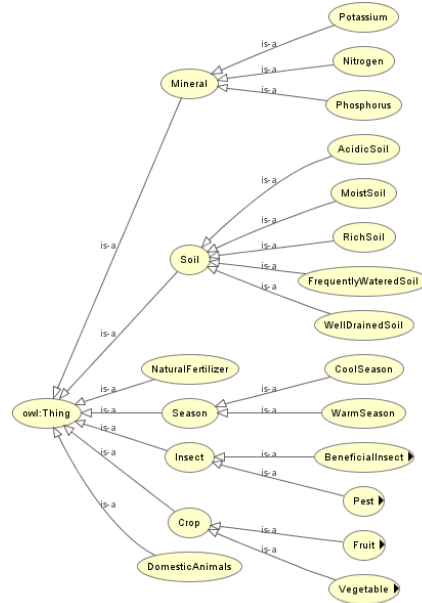 Potassium
is-a
Nitrogen
is-a
Mineral
is-a
Phosphorus
AcidicSoil
is-a
MoistSoil
is-a
RichSoil
is-a
is-a
Soil
is-a
FrequentlyWateredSoil
is-a
WellDrainedSoil
is-a
NaturalFertilizer
CoolSeason
is-a
is-a
owl:Thing
is-a
Season
is-a
WarmSeason
is-a
Insect
is-a
BeneficialInsect
is-a
Pest
is-a
Crop
is-a
Fruit
is-a
DomesticAnimals
is-a
Vegetable